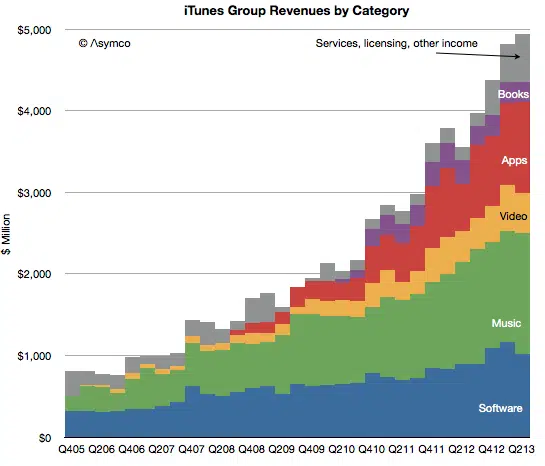 iTunes Group Revenues by Category
$5,000
© Λsymco
Services, licensing, other income
Books
$4,000
Apps
$3,000
Video
$ Million
$2,000
Music
$1,000
Software
$0
Q405 Q206 Q406 Q207 Q407 Q208 Q408 Q209 Q409 Q210 Q410 Q211 Q411 Q212 Q412 Q213